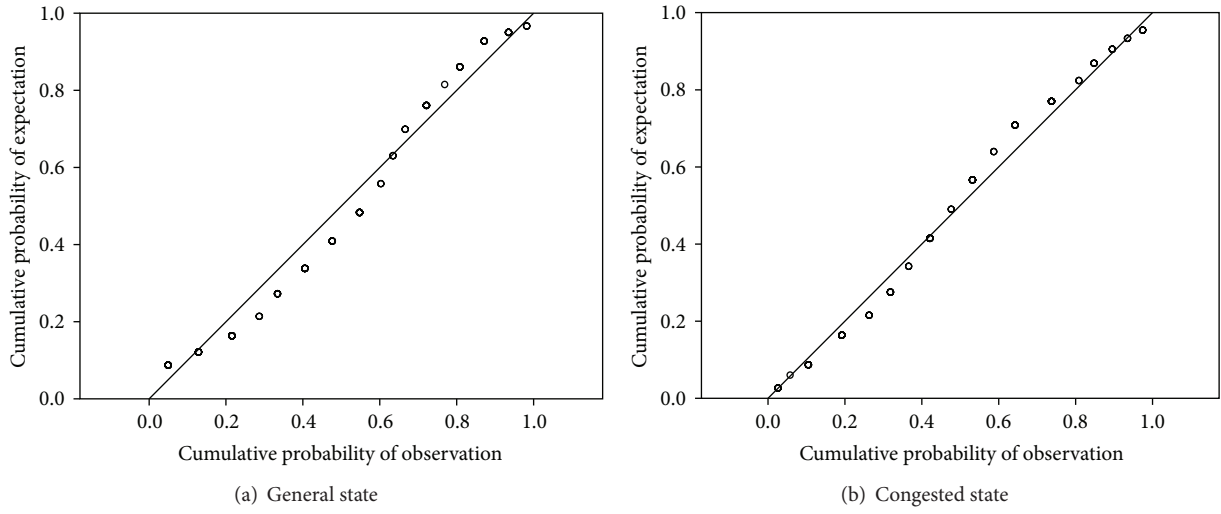 1.0
0.8
0.6
0.4
0.2
0.0
Cumulative probability of expectation
0.0 0.2 0.4 0.6 0.8 1.0
Cumulative probability of observation
(a) General state
1.0
0.8
0.6
0.4
0.2
0.0
Cumulative probability of expectation
0.0 0.2 0.4 0.6 0.8 1.0
Cumulative probability of observation
(b) Congested state